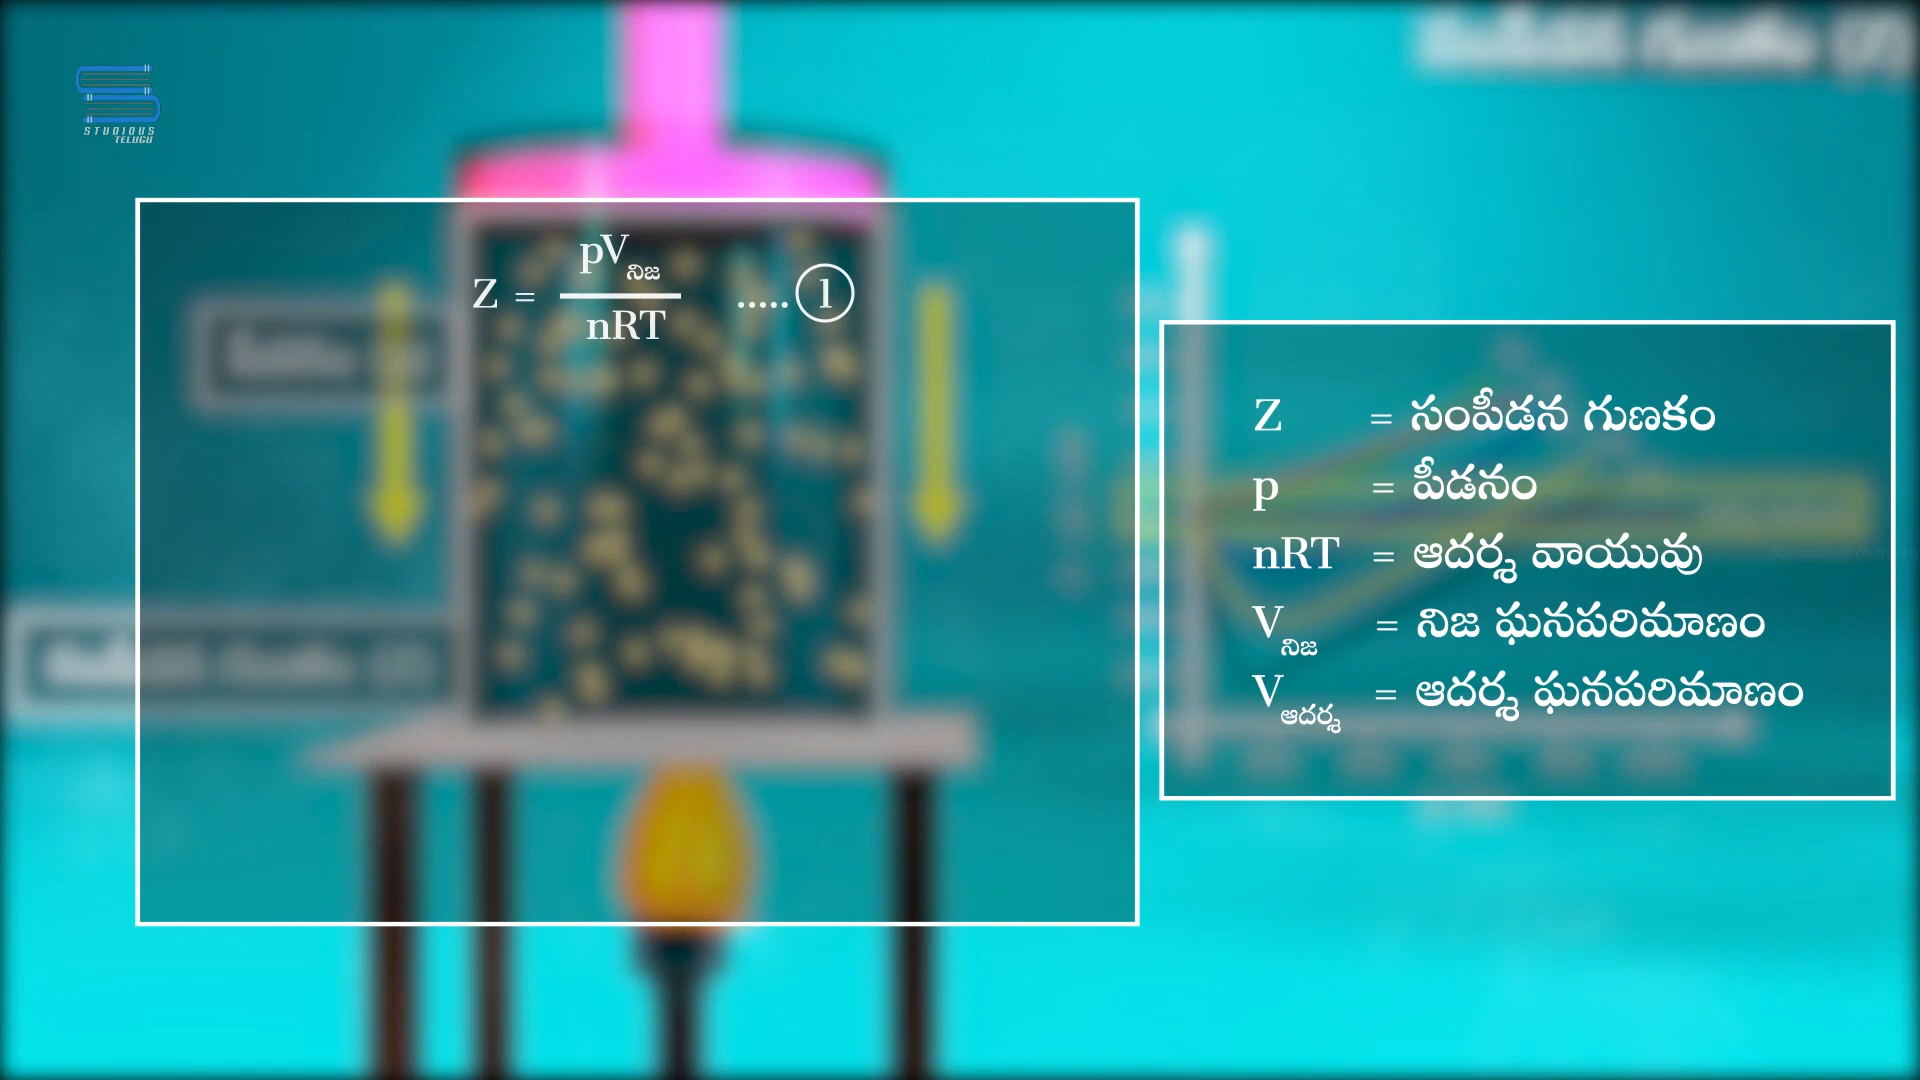 STUDIOUS
TELUGU
Z = pVనిజ / nRT ..... 1
Z = సంపీడన గుణకం
p = పీడనం
nRT = ఆదర్శ వాయువు
Vనిజ = నిజ ఘనపరిమాణం
Vఆదర్శ = ఆదర్శ ఘనపరిమాణం